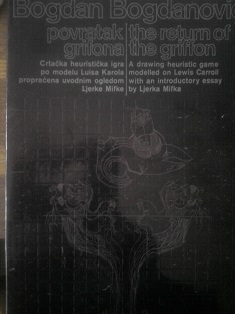 Bogdan Bogdanović
povratak grifona
the return of the griffon
Crtačka heuristička igra
po modelu Luisa Karola
propraćena uvodnim ogledom
Ljerke Mifke
A drawing heuristic game
modelled on Lewis Carroll
with an introductory essay
by Ljerka Mifka